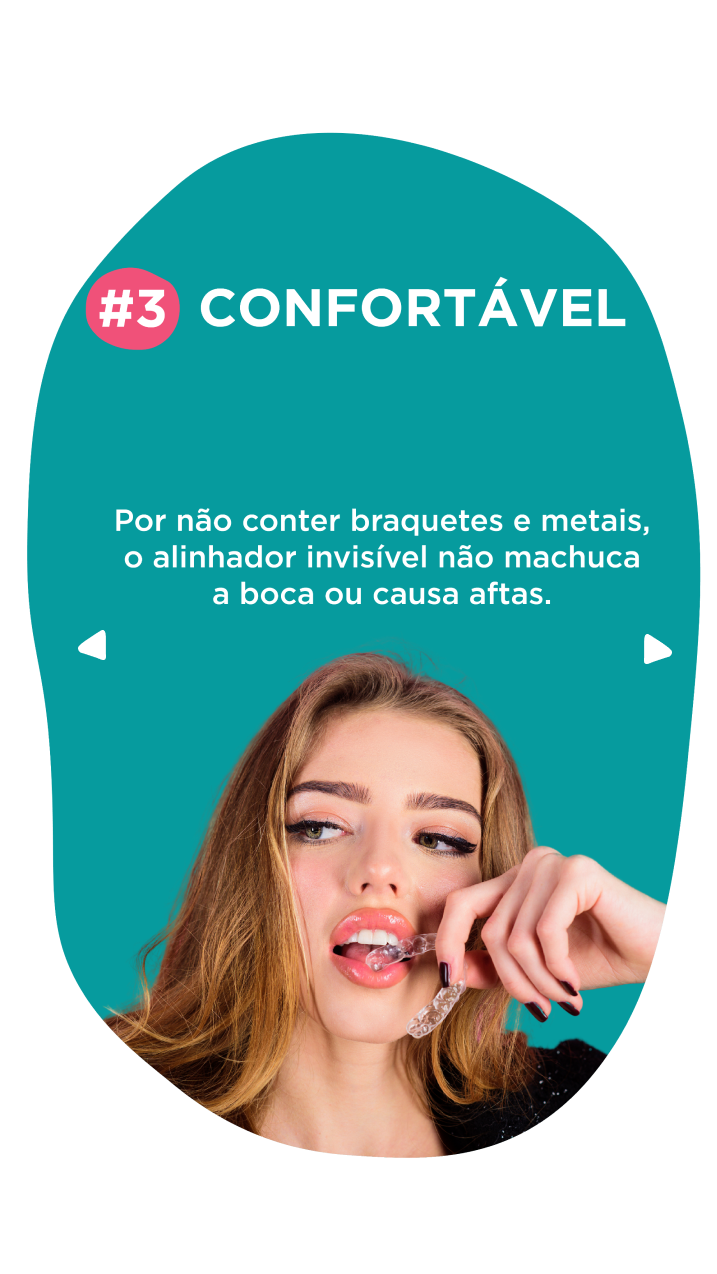 #3 CONFORTÁVEL
Por não conter braquetes e metais,
o alinhador invisível não machuca
a boca ou causa aftas.